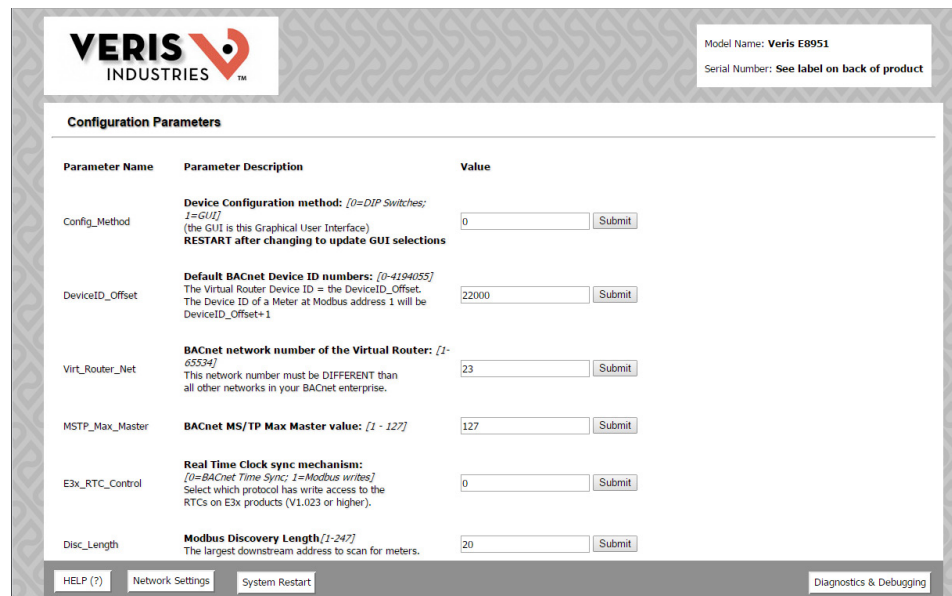 VERIS
INDUSTRIES
TM
Model Name: Veris E8951
Serial Number: See label on back of product
Configuration Parameters
Parameter Name Parameter Description Value
Config_Method
Device Configuration method: [0=DIP Switches;
1=GUI]
(the GUI is this Graphical User Interface)
RESTART after changing to update GUI selections
0 Submit
DeviceID_Offset
Default BACnet Device ID numbers: [0-4194055]
The Virtual Router Device ID = the DeviceID_Offset.
The Device ID of a Meter at Modbus address 1 will be
DeviceID_Offset+1
22000 Submit
Virt_Router_Net
BACnet network number of the Virtual Router: [1-
65534]
This network number must be DIFFERENT than
all other networks in your BACnet enterprise.
23 Submit
MSTP_Max_Master BACnet MS/TP Max Master value: [1 - 127] 127 Submit
E3x_RTC_Control
Real Time Clock sync mechanism:
[0=BACnet Time Sync; 1=Modbus writes]
Select which protocol has write access to the
RTCs on E3x products (V1.023 or higher).
0 Submit
Disc_Length
Modbus Discovery Length[1-247]
The largest downstream address to scan for meters.
20 Submit
HELP (?) Network Settings System Restart Diagnostics & Debugging